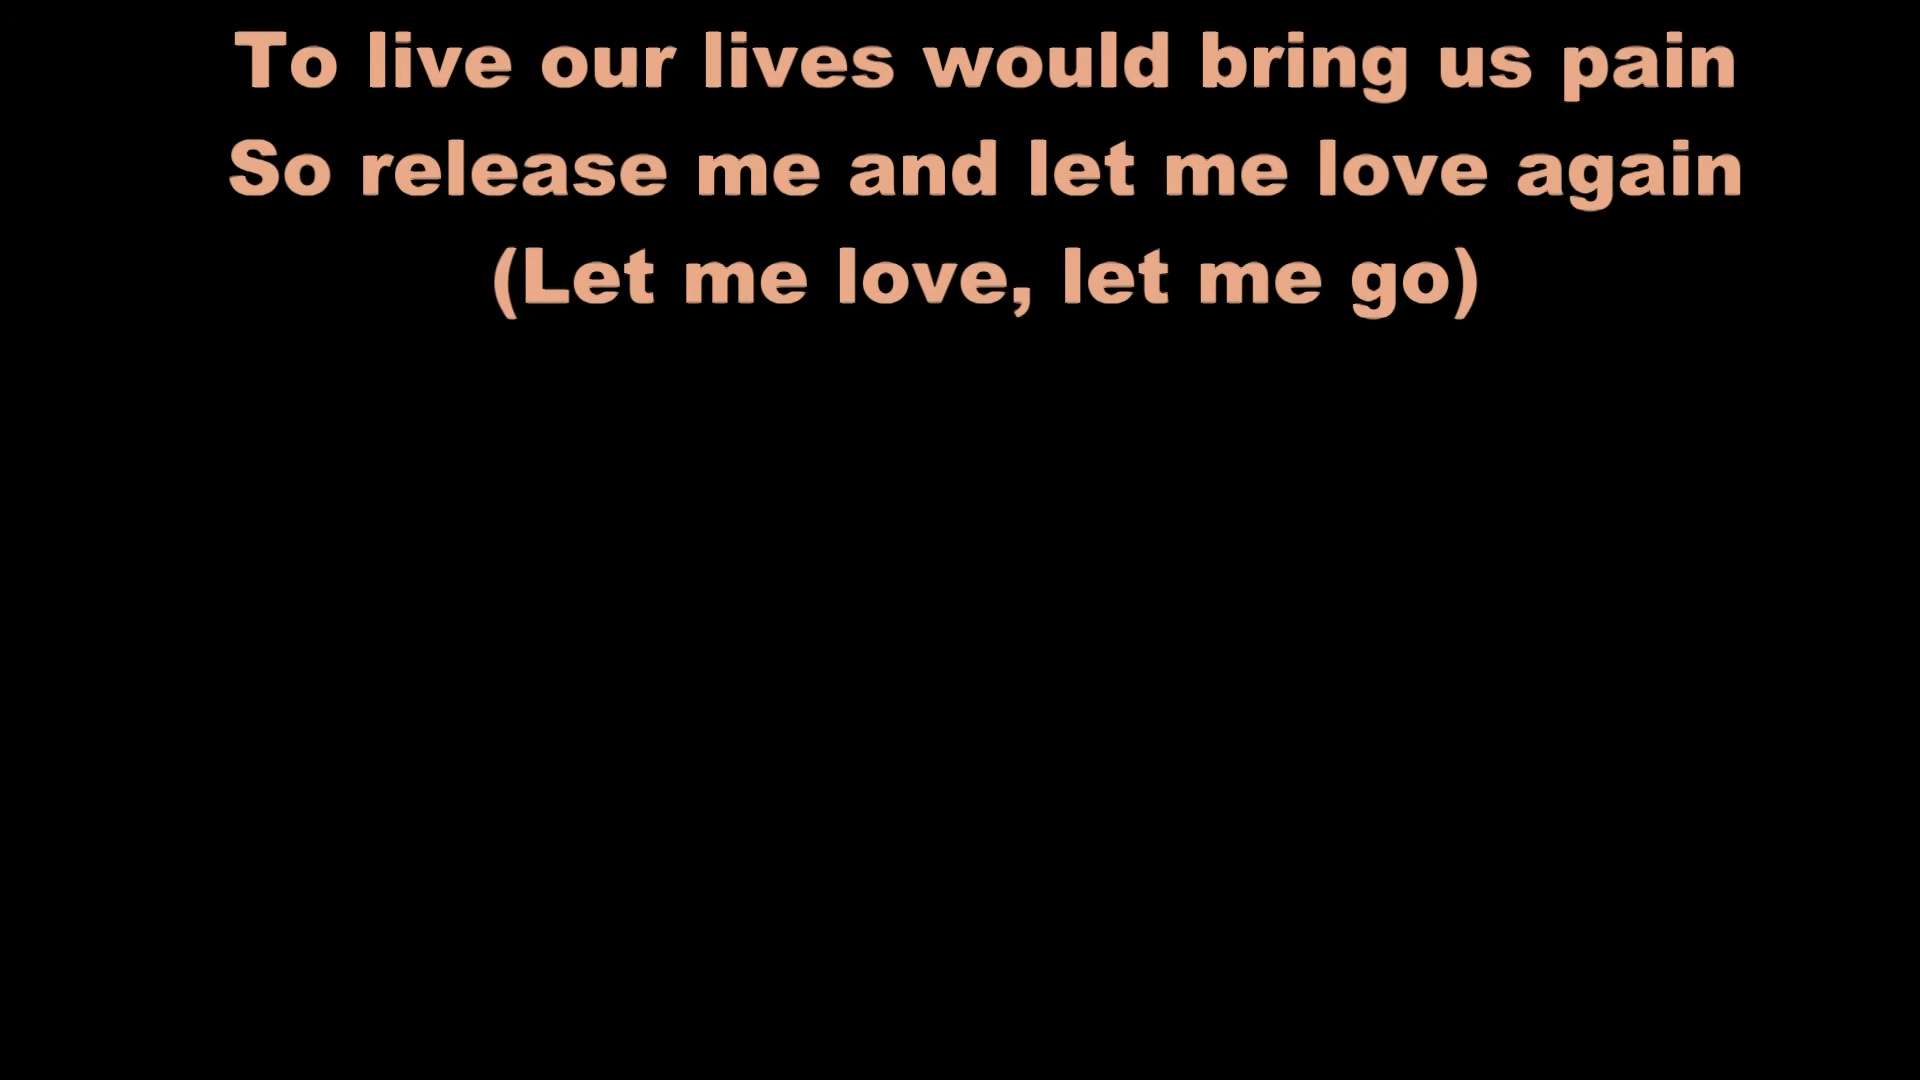 To live our lives would bring us pain
So release me and let me love again
(Let me love, let me go)